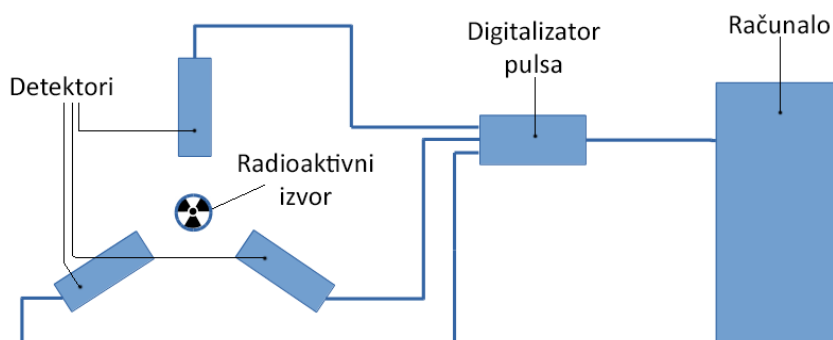 Detektori
Radioaktivni
izvor
Digitalizator
pulsa
Računalo